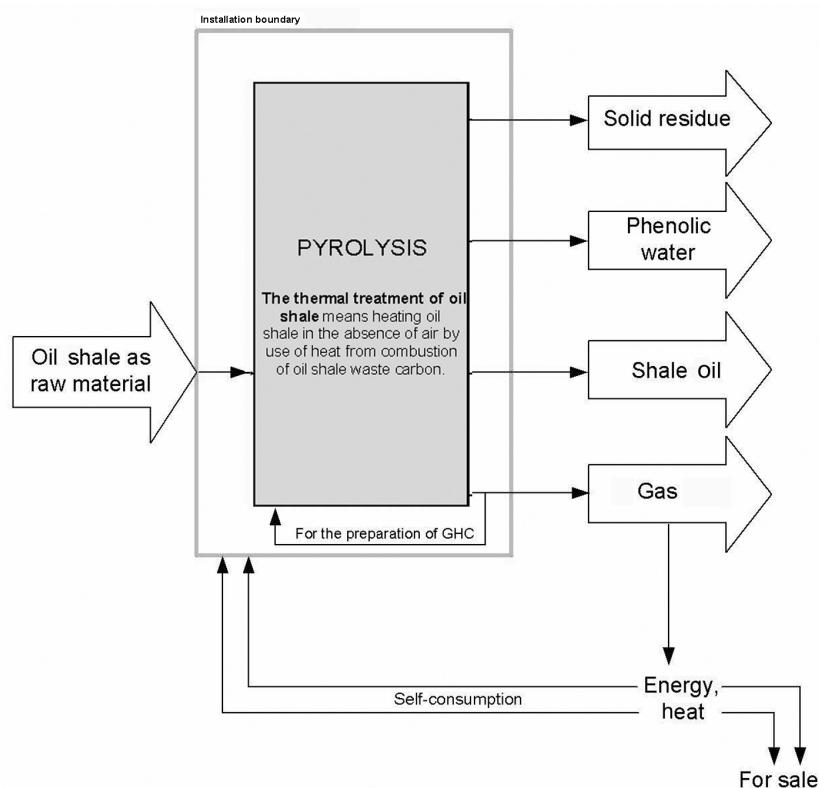 Installation boundary
Solid residue
Phenolic
water
PYROLYSIS
The thermal treatment of oil
shale means heating oil
shale in the absence of air by
use of heat from combustion
of oil shale waste carbon.
Oil shale as
raw material
Shale oil
Gas
For the preparation of GHC
Self-consumption
Energy,
heat
For sale